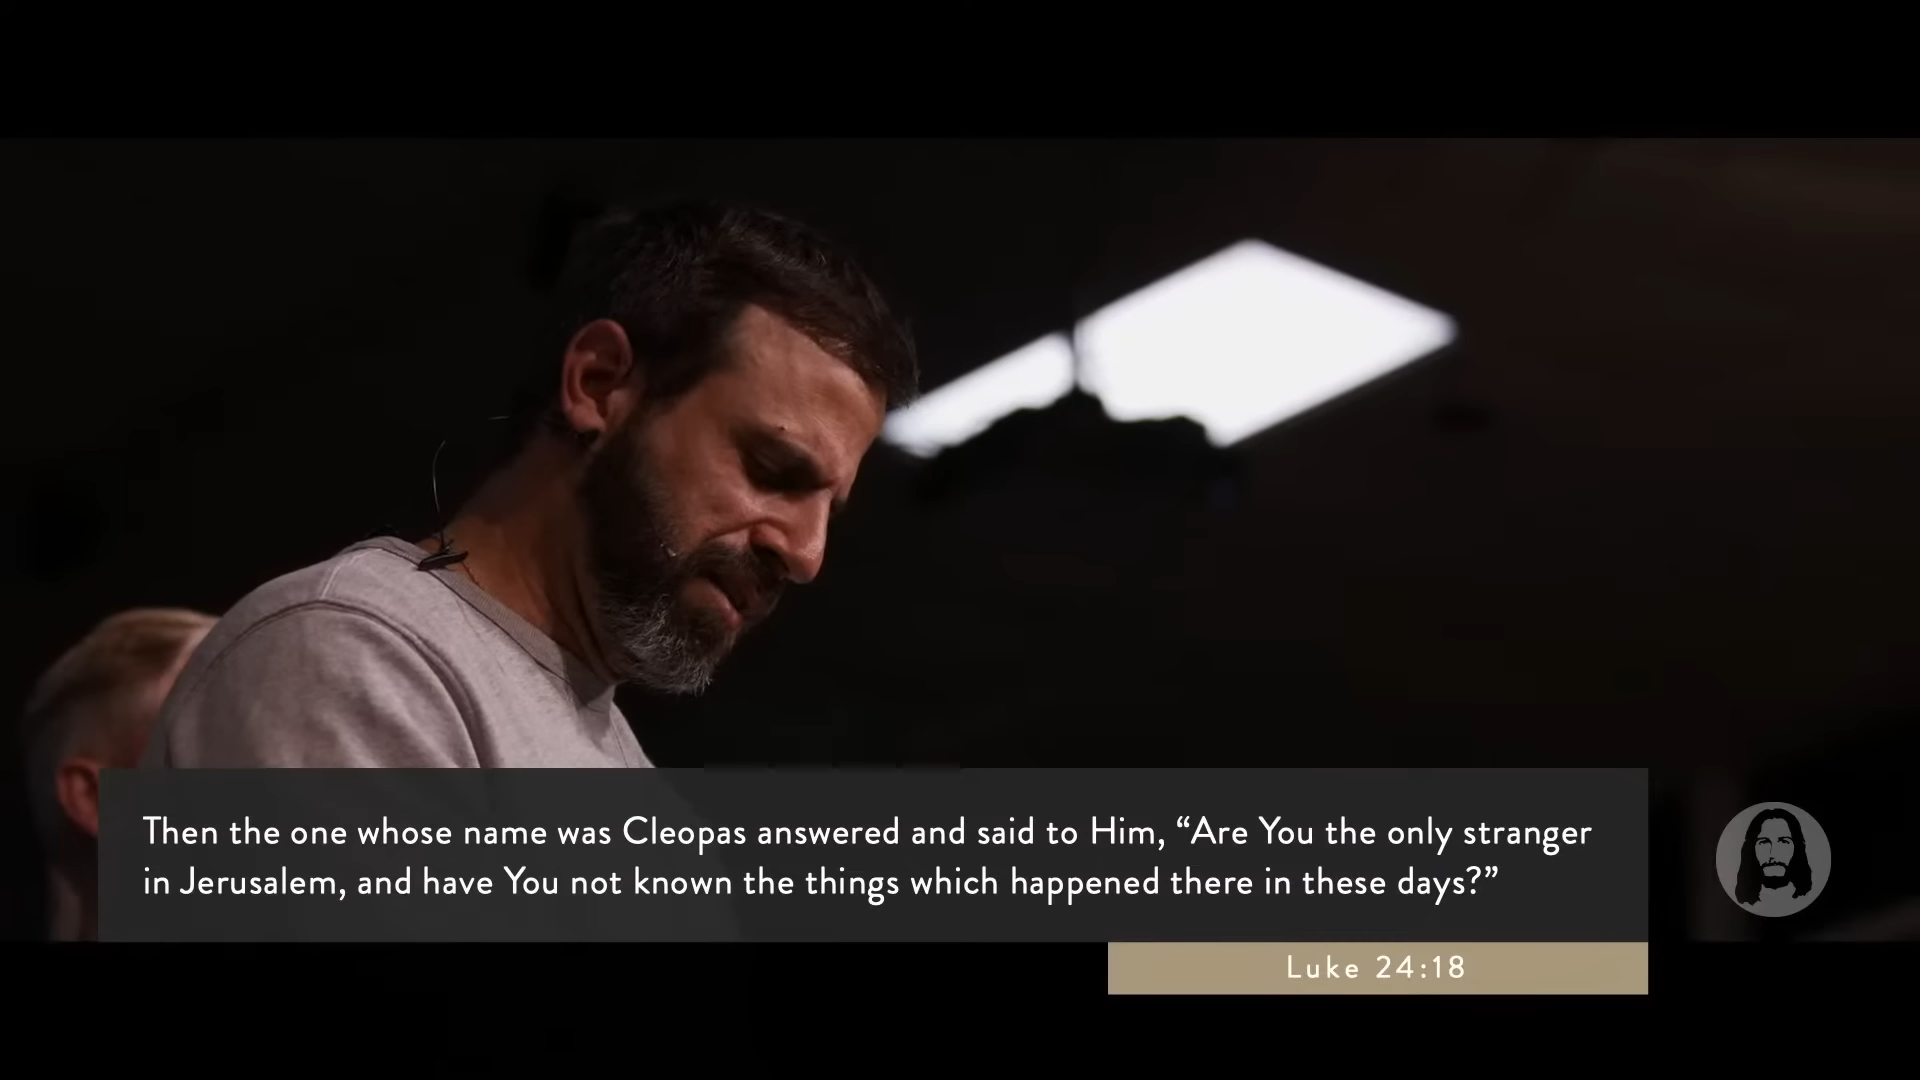 Then the one whose name was Cleopas answered and said to Him, “Are You the only stranger
in Jerusalem, and have You not known the things which happened there in these days?”
Luke 24:18